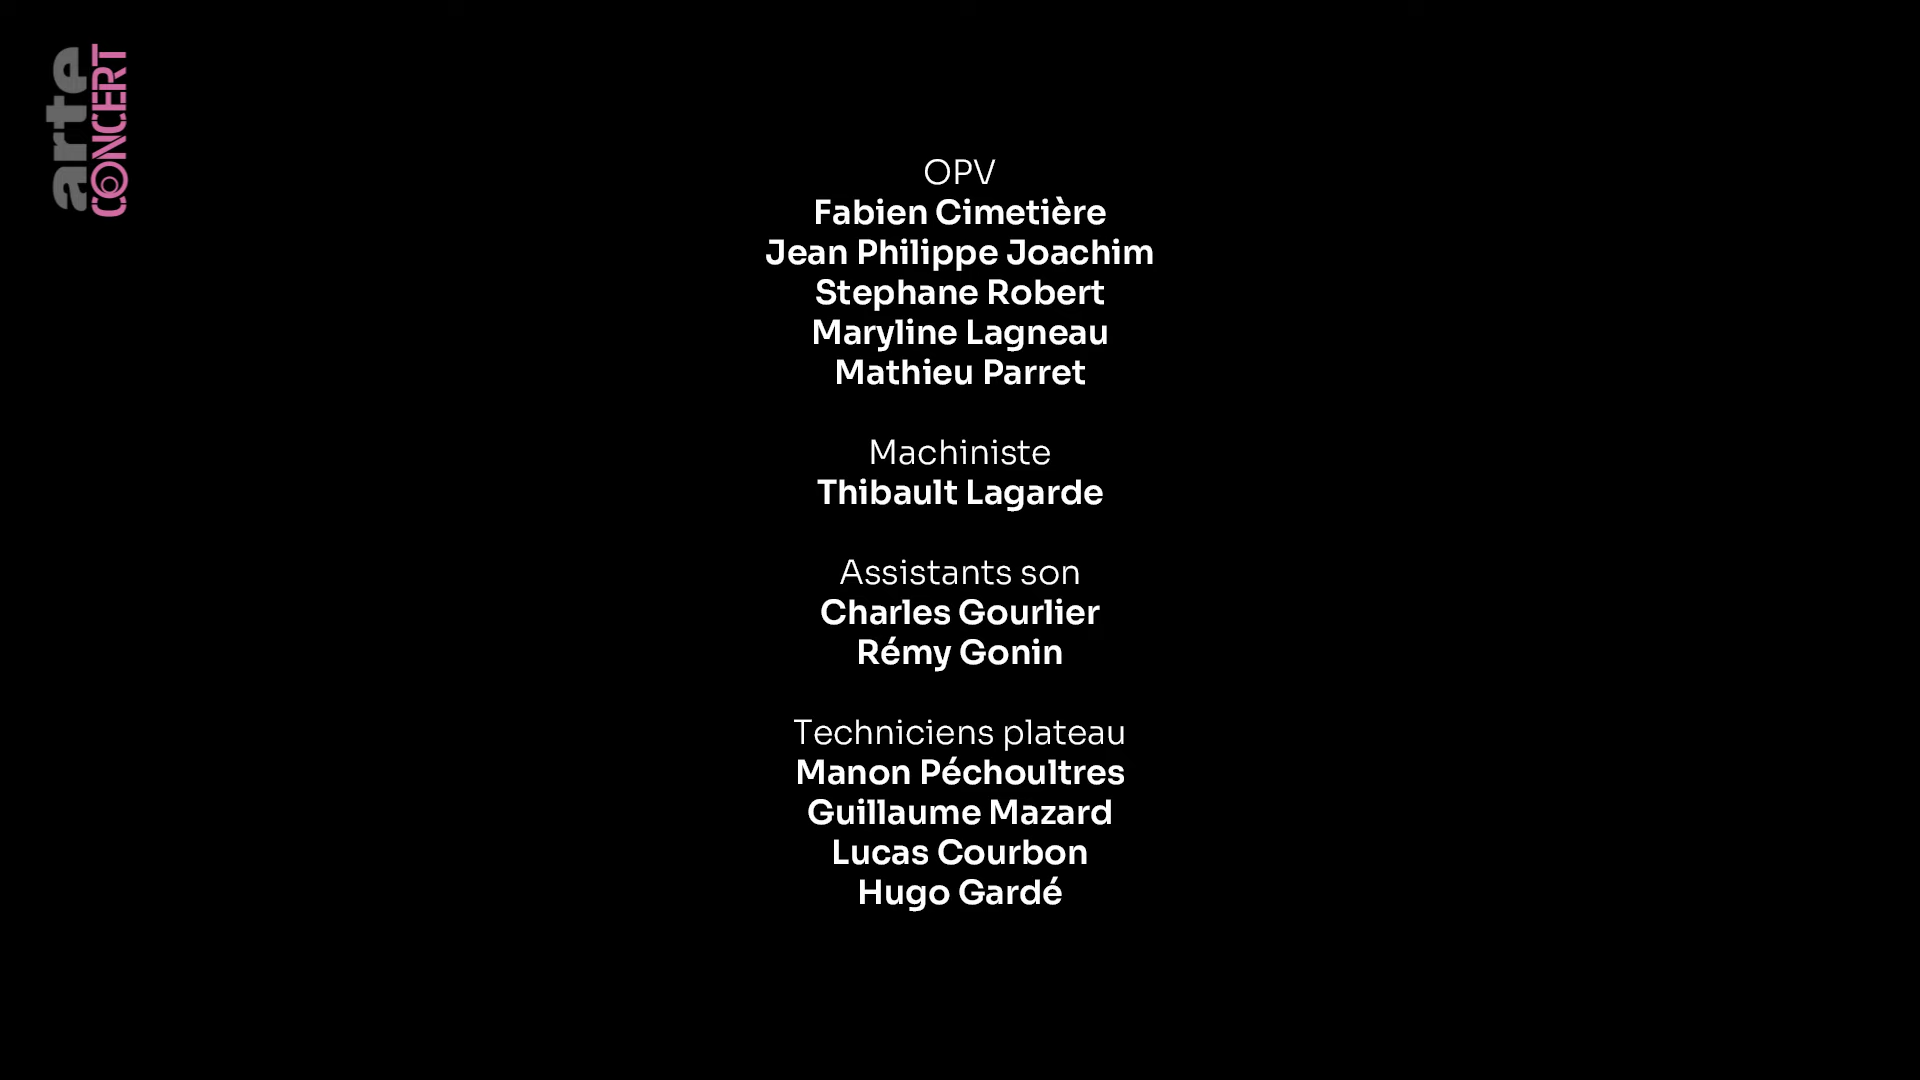 arte
CONCERT
OPV
Fabien Cimetière
Jean Philippe Joachim
Stephane Robert
Maryline Lagneau
Mathieu Parret
Machiniste
Thibault Lagarde
Assistants son
Charles Gourlier
Rémy Gonin
Techniciens plateau
Manon Péchoultres
Guillaume Mazard
Lucas Courbon
Hugo Gardé